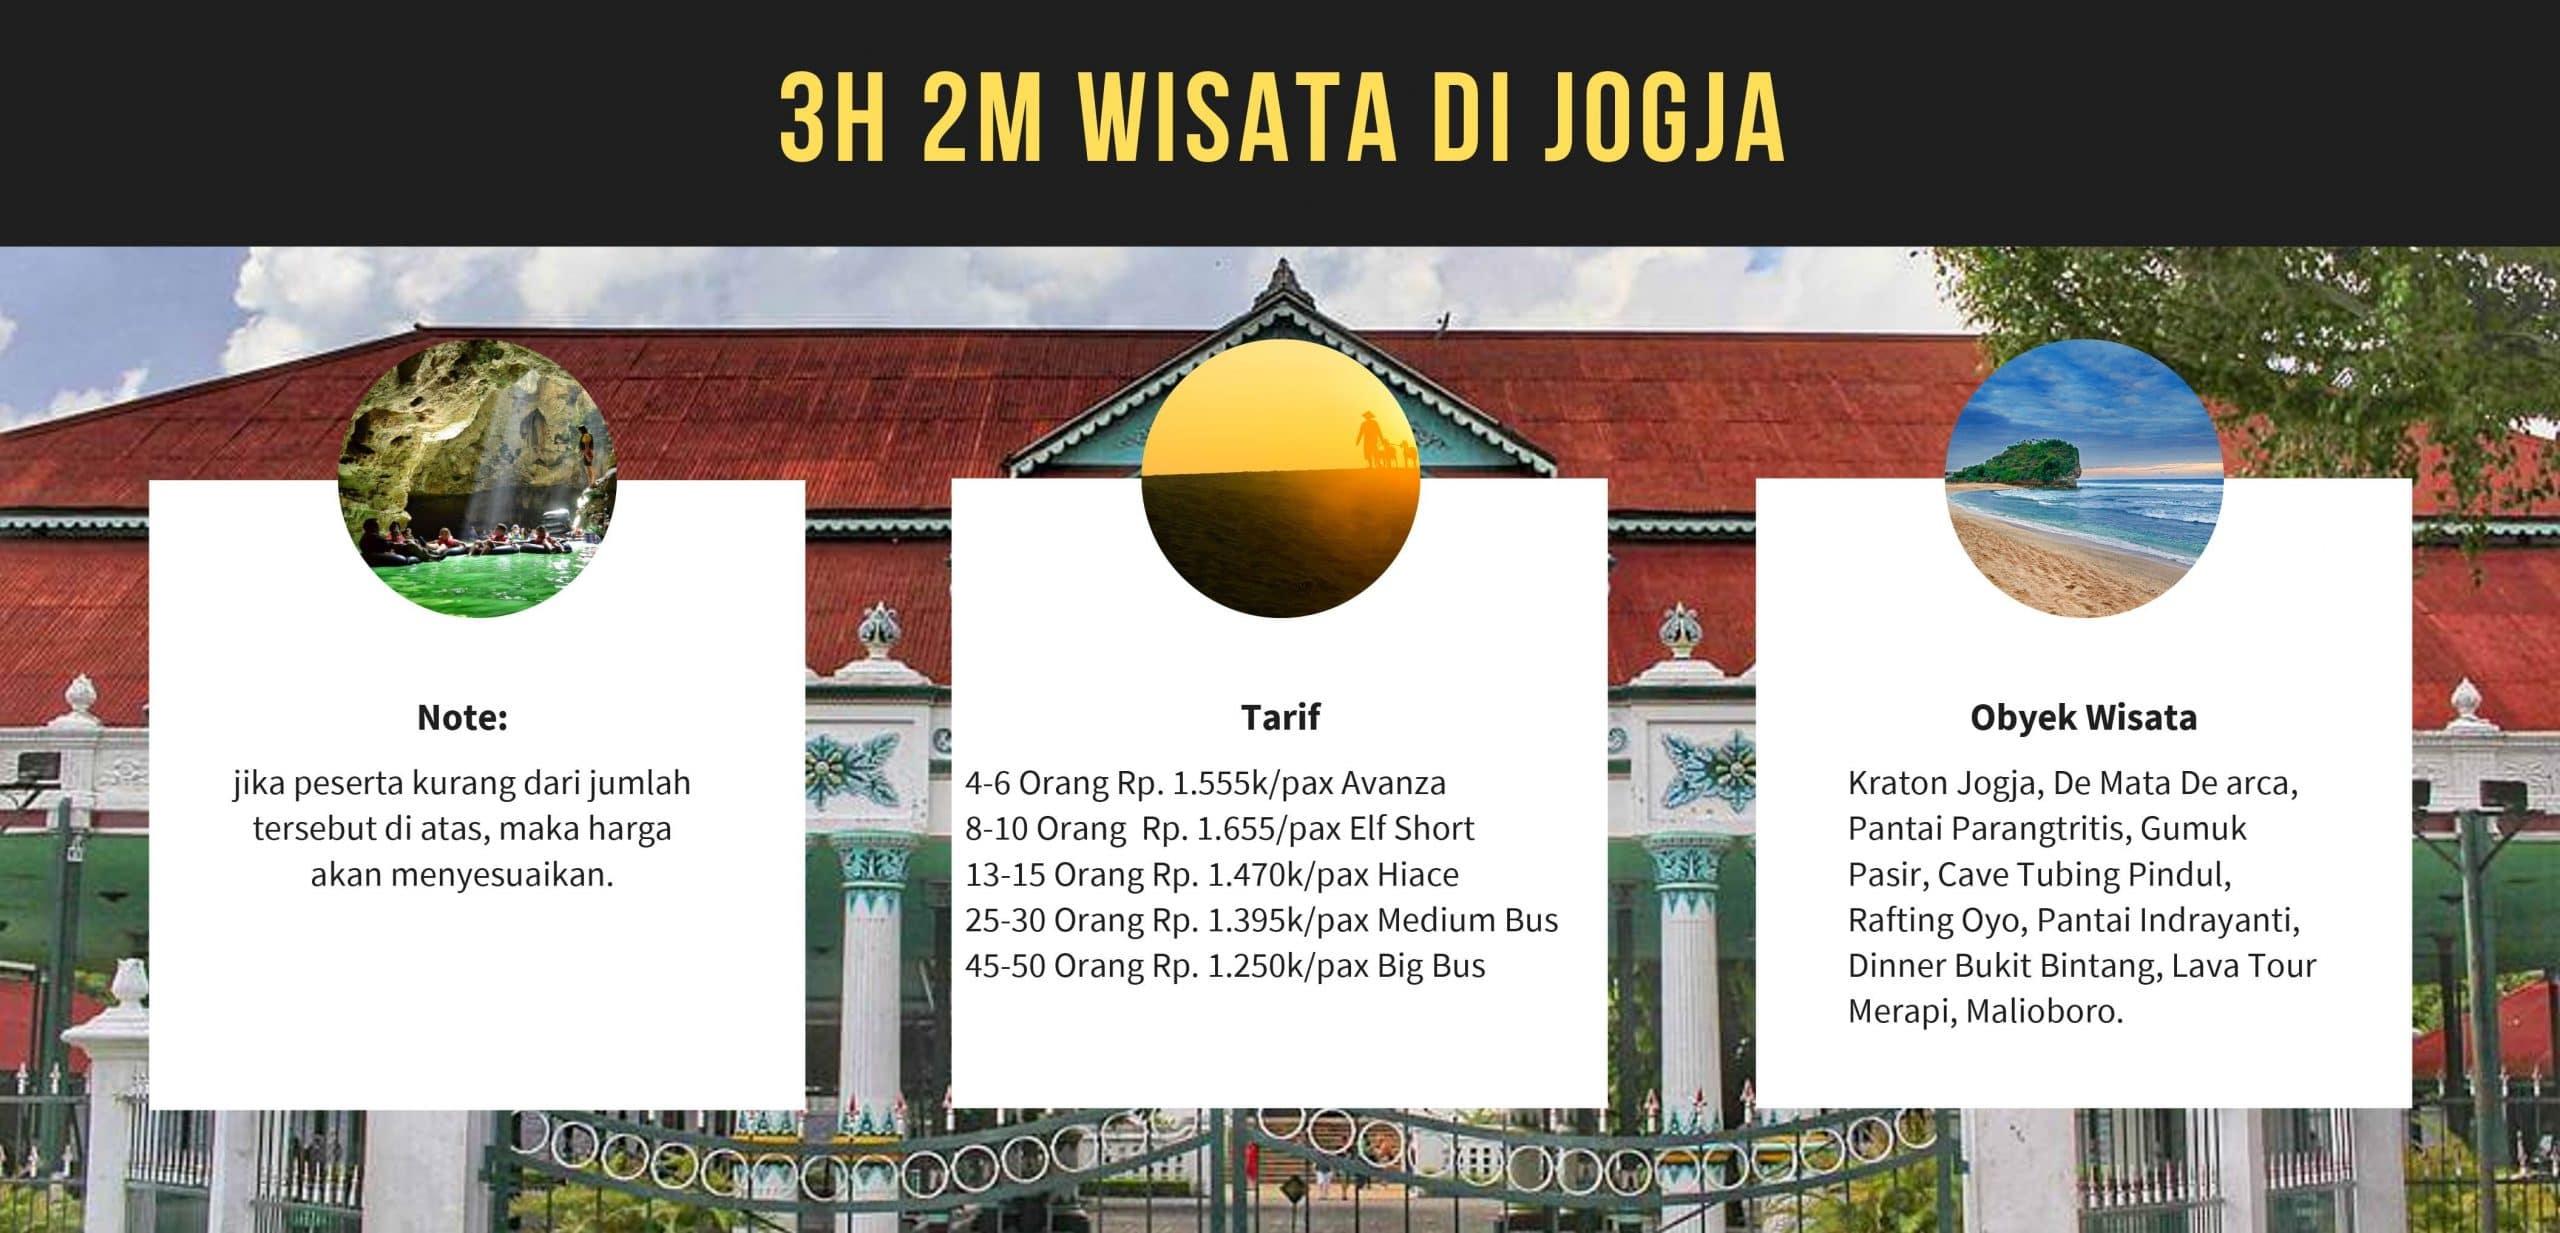 3H 2M WISATA DI JOGJA
Note:
jika peserta kurang dari jumlah
tersebut di atas, maka harga
akan menyesuaikan.
Tarif
4-6 Orang Rp. 1.555k/pax Avanza
8-10 Orang  Rp. 1.655/pax Elf Short
13-15 Orang Rp. 1.470k/pax Hiace
25-30 Orang Rp. 1.395k/pax Medium Bus
45-50 Orang Rp. 1.250k/pax Big Bus
Obyek Wisata
Kraton Jogja, De Mata De arca,
Pantai Parangtritis, Gumuk
Pasir, Cave Tubing Pindul,
Rafting Oyo, Pantai Indrayanti,
Dinner Bukit Bintang, Lava Tour
Merapi, Malioboro.